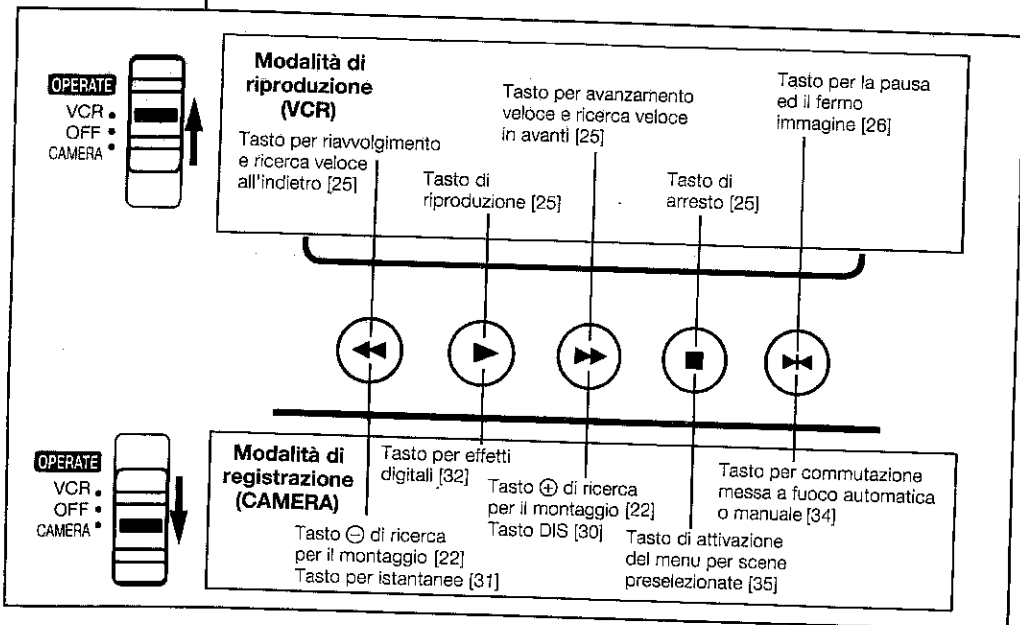 OPERATE
VCR
OFF
CAMERA
Modalità di
riproduzione
(VCR)
Tasto per riavvolgimento
e ricerca veloce
all'indietro [25]
Tasto di
riproduzione [25]
Tasto per avanzamento
veloce e ricerca veloce
in avanti [25]
Tasto di
arresto [25]
Tasto per la pausa
ed il fermo
immagine [26]
OPERATE
VCR
OFF
CAMERA
Modalità di
registrazione
(CAMERA)
Tasto ⊖ di ricerca
per il montaggio [22]
Tasto per istantanee [31]
Tasto per effetti
digitali [32]
Tasto ⊕ di ricerca
per il montaggio [22]
Tasto DIS [30]
Tasto di attivazione
del menu per scene
preselezionate [35]
Tasto per commutazione
messa a fuoco automatica
o manuale [34]